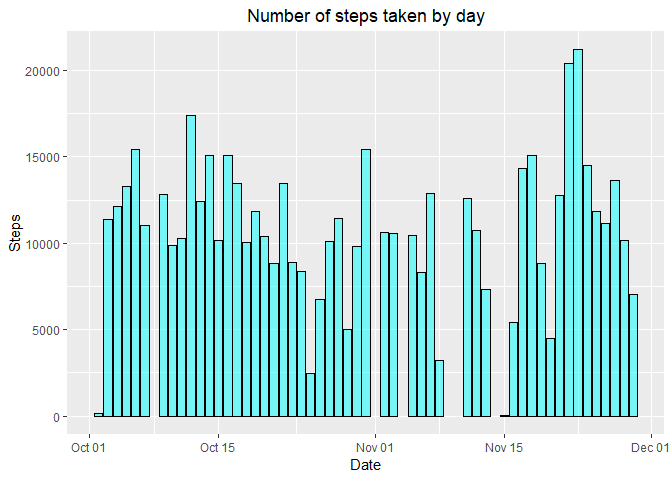 Number of steps taken by day
20000
15000
10000
5000
0
Steps
Oct 01
Oct 15
Nov 01
Nov 15
Dec 01
Date